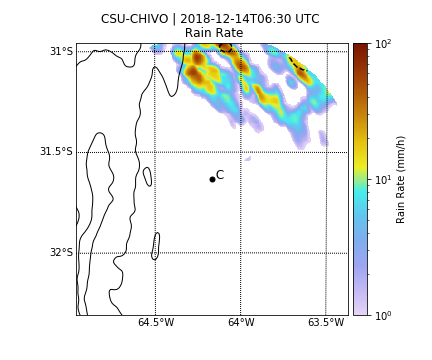 CSU-CHIVO | 2018-12-14T06:30 UTC
Rain Rate
31°S
31.5°S
32°S
64.5°W
64°W
63.5°W
C
10²
10¹
10⁰
Rain Rate (mm/h)